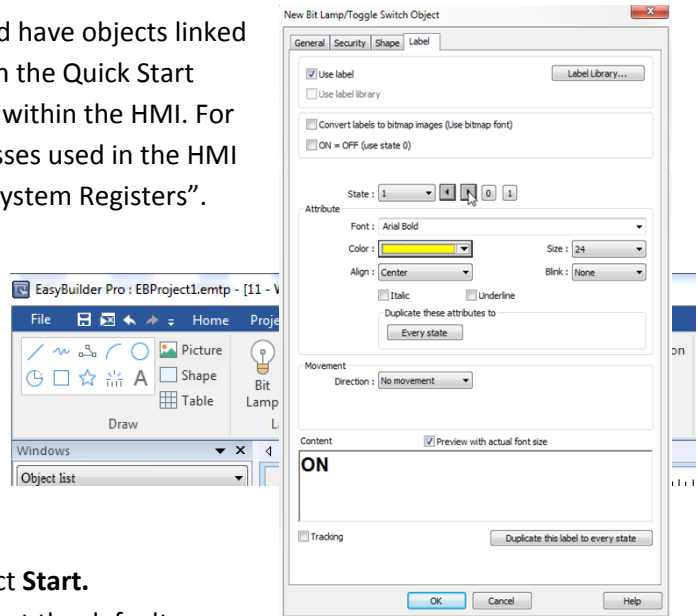 d have objects linked
n the Quick Start
within the HMI. For
sses used in the HMI
ystem Registers”.
EasyBuilder Pro : EBProject1.emtp - [11 - W
File Home Proje
Picture
Shape
Table
Bit
Lamp
Draw
Windows
Object list
ct Start.
New Bit Lamp/Toggle Switch Object
General Security Shape Label
Use label Label Library...
Use label library
Convert labels to bitmap images (Use bitmap font)
ON = OFF (use state 0)
State : 1 0 1
Attribute
Font : Arial Bold
Color : Size : 24
Align : Center Blink : None
Italic Underline
Duplicate these attributes to
Every state
Movement
Direction : No movement
Content Preview with actual font size
ON
Tracking Duplicate this label to every state
OK Cancel Help
on